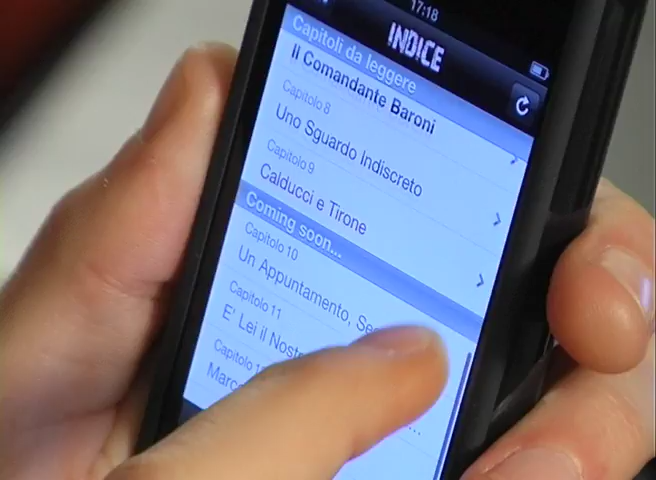 17:18
INDICE
Capitoli da leggere
Il Comandante Baroni
Capitolo 8
Uno Sguardo Indiscreto
Capitolo 9
Calducci e Tirone
Coming soon...
Capitolo 10
Un Appuntamento,
Capitolo 11
E' Lei il
Capitolo